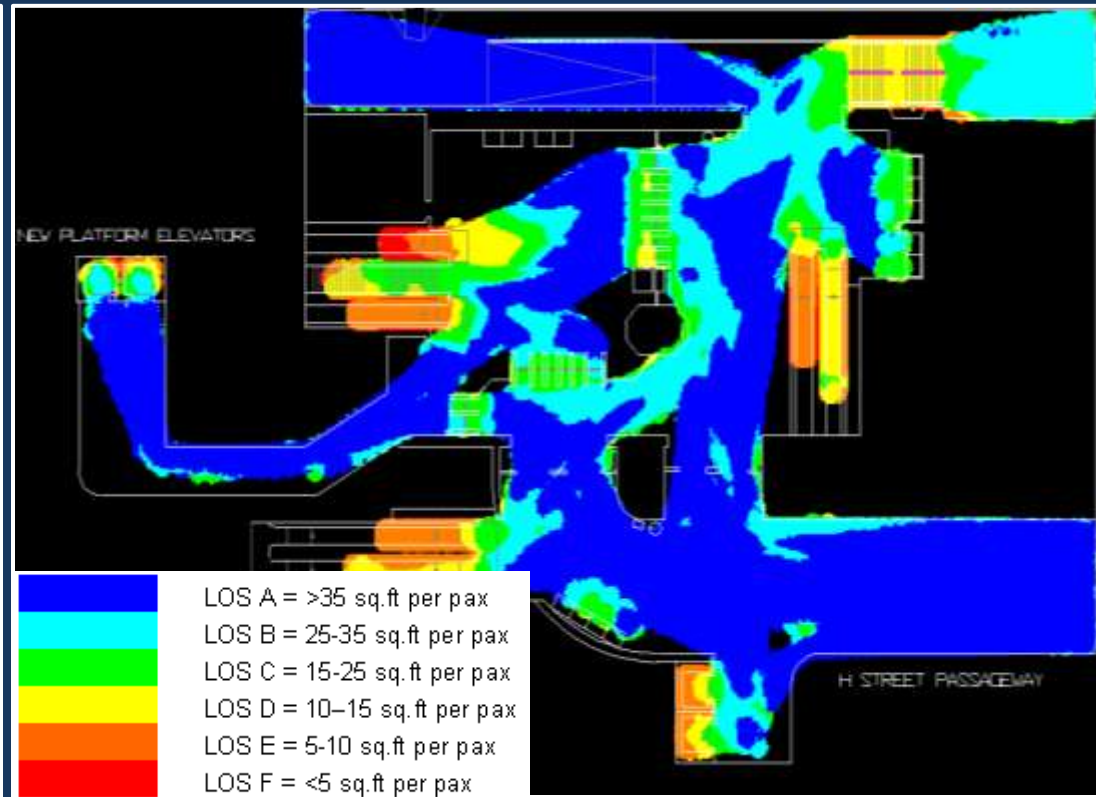 NEW PLATFORM ELEVATORS
LOS A = >35 sq.ft per pax
LOS B = 25-35 sq.ft per pax
LOS C = 15-25 sq.ft per pax
LOS D = 10–15 sq.ft per pax
LOS E = 5-10 sq.ft per pax
LOS F = <5 sq.ft per pax
H STREET PASSAGEWAY